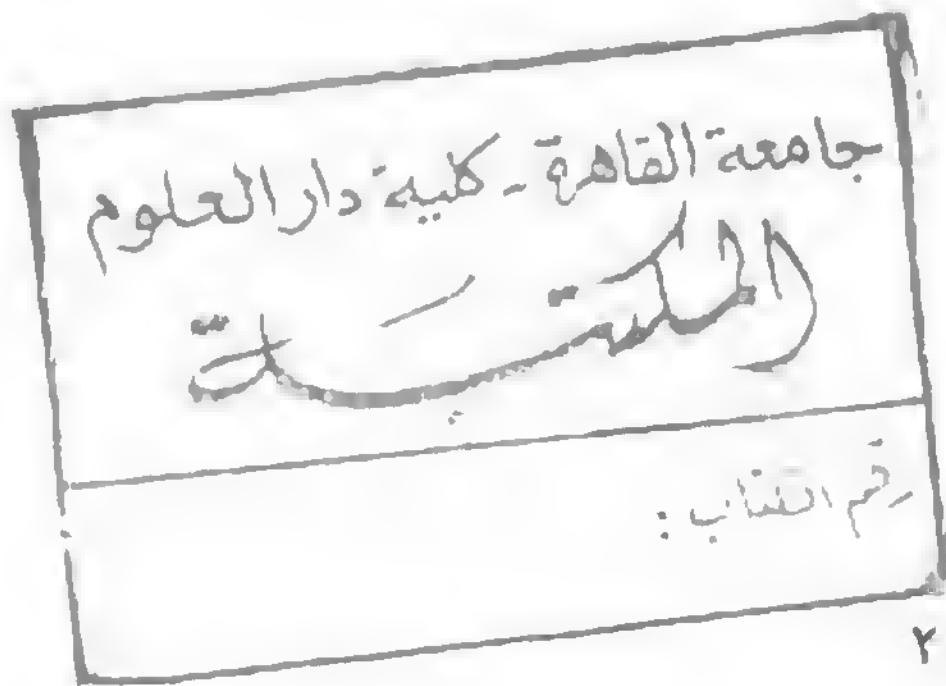 جامعة القاهرة - كلية دار العلوم
المكتبة
رقم الكتاب :
٢